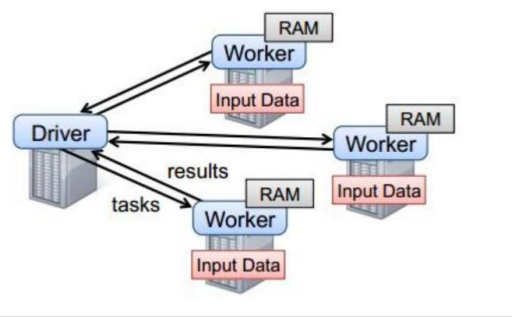 RAM
Worker
Input Data
RAM
Driver
Worker
results
Input Data
RAM
tasks
Worker
Input Data